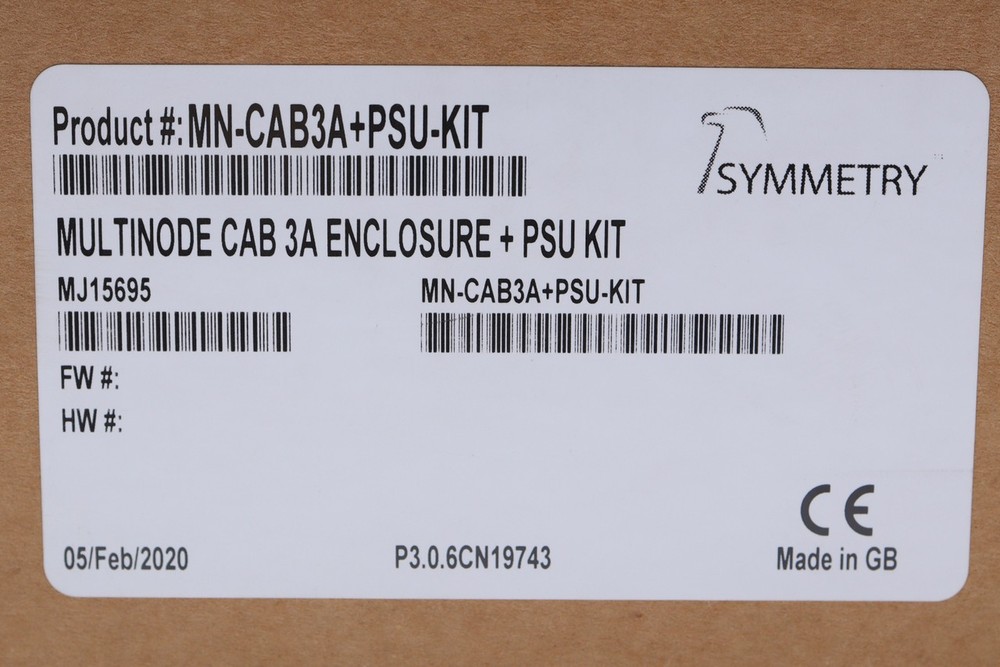 Product #: MN-CAB3A+PSU-KIT
SYMMETRY
MULTINODE CAB 3A ENCLOSURE + PSU KIT
MJ15695 MN-CAB3A+PSU-KIT
FW #:
HW #:
CE
05/Feb/2020 P3.0.6CN19743 Made in GB